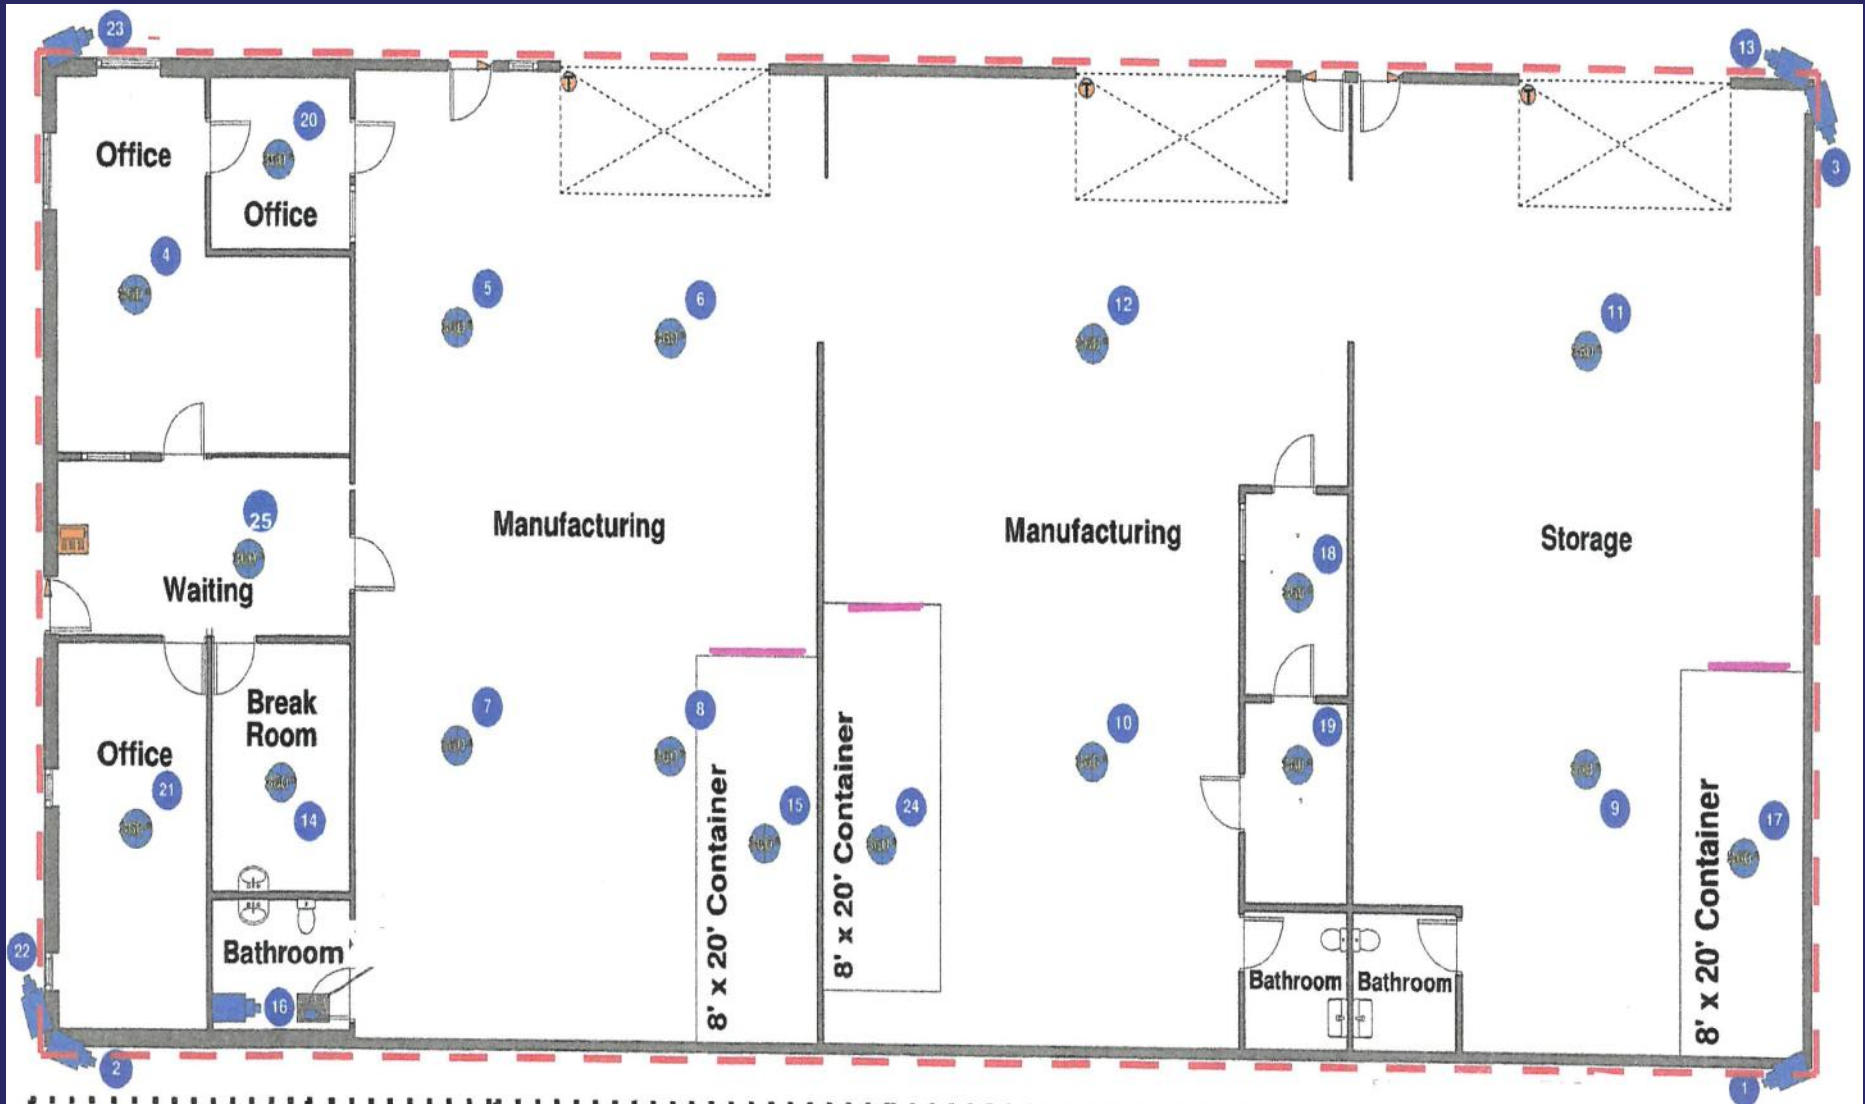 23
13
20
Office
3
Office
4
5
6
12
11
25
Manufacturing
Manufacturing
Storage
18
Waiting
Break
Room
7
8
10
19
Office
21
14
15
24
9
17
8' x 20' Container
8' x 20' Container
8' x 20' Container
22
Bathroom
Bathroom
Bathroom
16
2
1